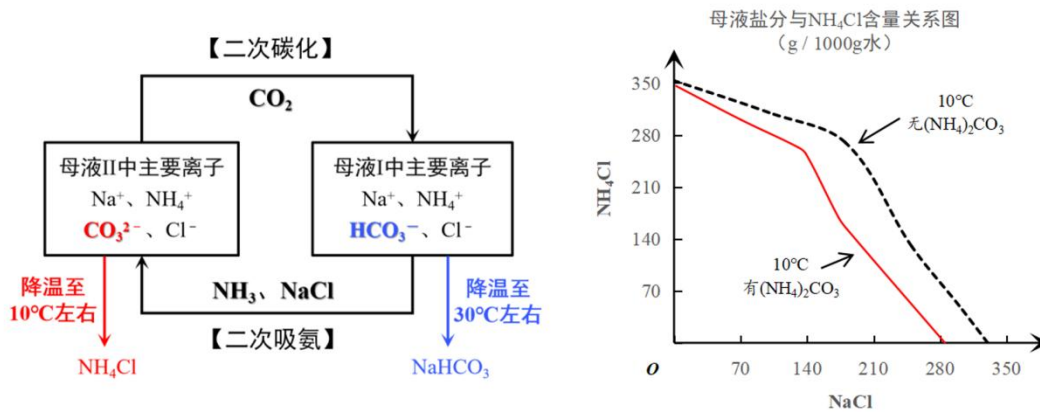 【二次碳化】
CO₂
母液II中主要离子
Na⁺、NH₄⁺
CO₃²⁻、Cl⁻
母液I中主要离子
Na⁺、NH₄⁺
HCO₃⁻、Cl⁻
降温至
10℃左右
NH₃、NaCl
【二次吸氨】
降温至
30℃左右
NH₄Cl
NaHCO₃
母液盐分与NH₄Cl含量关系图
（g / 1000g水）
350
280
210
140
70
NH₄Cl
10℃
无(NH₄)₂CO₃
10℃
有(NH₄)₂CO₃
O
70
140
210
280
350
NaCl